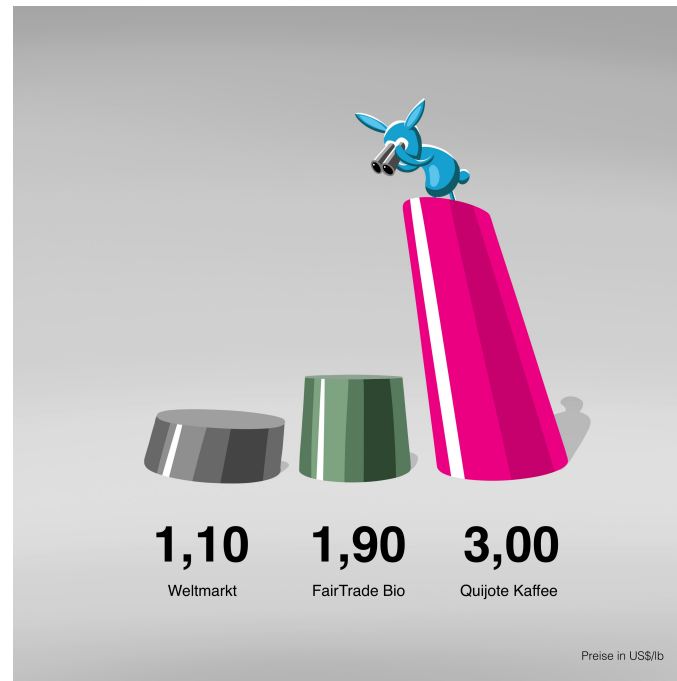 1,10
1,90
3,00
Weltmarkt
FairTrade Bio
Quijote Kaffee
Preise in US$/lb